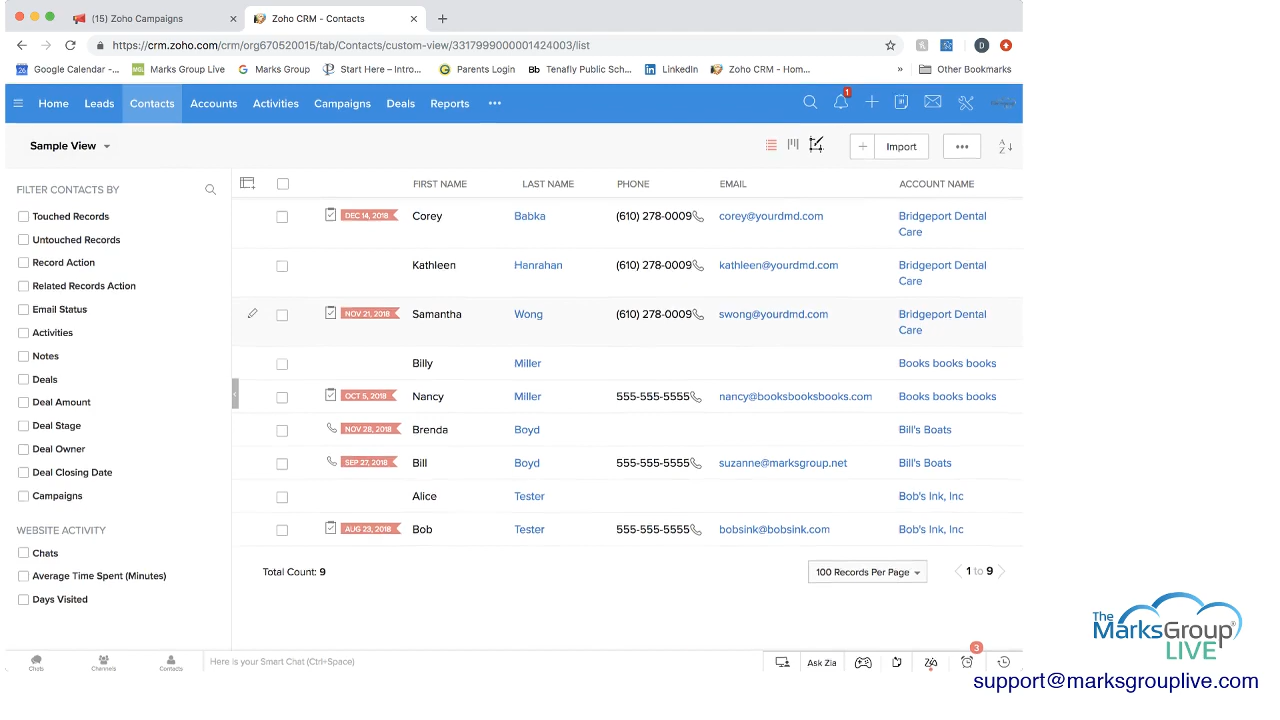 (15) Zoho Campaigns
Zoho CRM - Contacts
https://crm.zoho.com/crm/org670520015/tab/Contacts/custom-view/3317999000001424003/list
D
26 Google Calendar -...
MGL Marks Group Live
G Marks Group
Start Here – Intro...
Parents Login
Bb Tenafly Public Sch...
in LinkedIn
Zoho CRM - Hom...
» Other Bookmarks
Home Leads Contacts Accounts Activities Campaigns Deals Reports ••• 1
Sample View
+ Import ••• A Z
FILTER CONTACTS BY
Touched Records
Untouched Records
Record Action
Related Records Action
Email Status
Activities
Notes
Deals
Deal Amount
Deal Stage
Deal Owner
Deal Closing Date
Campaigns
WEBSITE ACTIVITY
Chats
Average Time Spent (Minutes)
Days Visited
FIRST NAME LAST NAME PHONE EMAIL ACCOUNT NAME
DEC 14, 2018 Corey Babka (610) 278-0009 corey@yourdmd.com Bridgeport Dental
Care
Kathleen Hanrahan (610) 278-0009 kathleen@yourdmd.com Bridgeport Dental
Care
NOV 21, 2018 Samantha Wong (610) 278-0009 swong@yourdmd.com Bridgeport Dental
Care
Billy Miller Books books books
OCT 5, 2018 Nancy Miller 555-555-5555 nancy@booksbooksbooks.com Books books books
NOV 28, 2018 Brenda Boyd Bill's Boats
SEP 27, 2018 Bill Boyd 555-555-5555 suzanne@marksgroup.net Bill's Boats
Alice Tester Bob's Ink, Inc
AUG 23, 2018 Bob Tester 555-555-5555 bobsink@bobsink.com Bob's Ink, Inc
Total Count: 9
100 Records Per Page
1 to 9
Chats Channels Contacts
Here is your Smart Chat (Ctrl+Space)
Ask Zia
3
The
MarksGroup®
LIVE
support@marksgrouplive.com